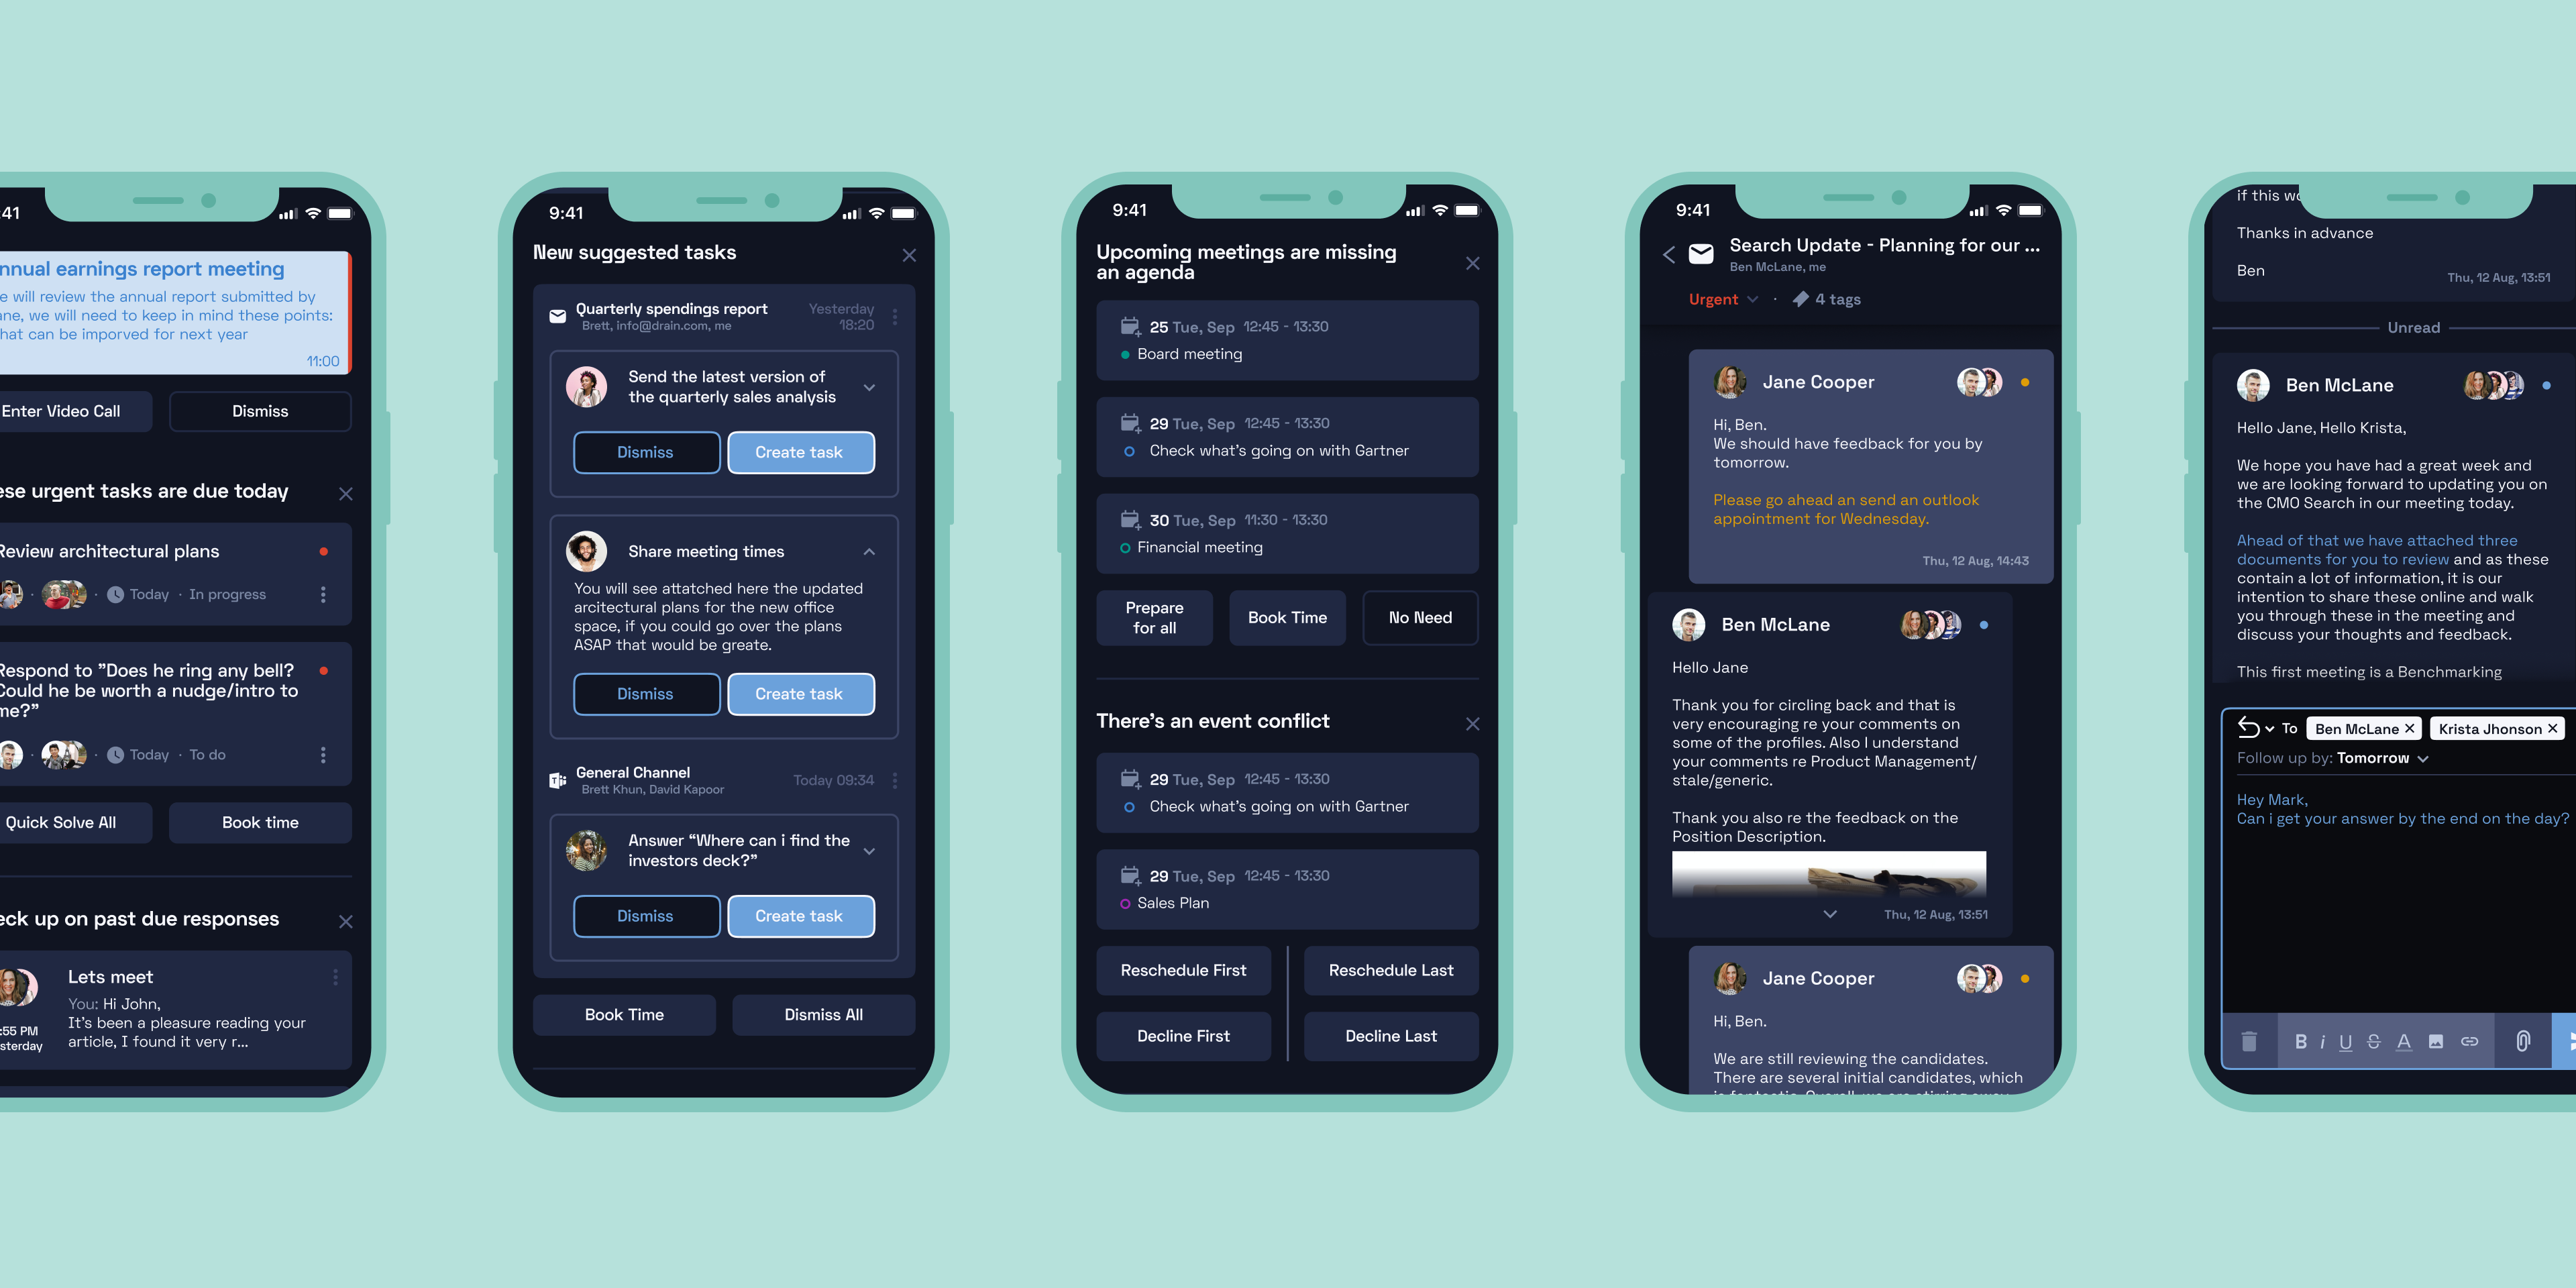 :41
nnual earnings report meeting
e will review the annual report submitted by
ane, we will need to keep in mind these points:
hat can be imporved for next year
11:00
Enter Video Call
Dismiss
ese urgent tasks are due today
Review architectural plans
· · Today · In progress
Respond to "Does he ring any bell?
Could he be worth a nudge/intro to
me?"
· · Today · To do
Quick Solve All
Book time
eck up on past due responses
Lets meet
You: Hi John,
It's been a pleasure reading your
article, I found it very r...
:55 PM
sterday
9:41
New suggested tasks
Quarterly spendings report
Brett, info@drain.com, me
Yesterday
18:20
Send the latest version of
the quarterly sales analysis
Dismiss
Create task
Share meeting times
You will see attatched here the updated
arcitectural plans for the new office
space, if you could go over the plans
ASAP that would be greate.
Dismiss
Create task
General Channel
Brett Khun, David Kapoor
Today 09:34
Answer “Where can i find the
investors deck?”
Dismiss
Create task
Book Time
Dismiss All
9:41
Upcoming meetings are missing
an agenda
25 Tue, Sep 12:45 - 13:30
Board meeting
29 Tue, Sep 12:45 - 13:30
Check what's going on with Gartner
30 Tue, Sep 11:30 - 13:30
Financial meeting
Prepare
for all
Book Time
No Need
There's an event conflict
29 Tue, Sep 12:45 - 13:30
Check what's going on with Gartner
29 Tue, Sep 12:45 - 13:30
Sales Plan
Reschedule First
Reschedule Last
Decline First
Decline Last
9:41
Search Update - Planning for our ...
Ben McLane, me
Urgent · 4 tags
Jane Cooper
Hi, Ben.
We should have feedback for you by
tomorrow.
Please go ahead an send an outlook
appointment for Wednesday.
Thu, 12 Aug, 14:43
Ben McLane
Hello Jane
Thank you for circling back and that is
very encouraging re your comments on
some of the profiles. Also I understand
your comments re Product Management/
stale/generic.
Thank you also re the feedback on the
Position Description.
Thu, 12 Aug, 13:51
Jane Cooper
Hi, Ben.
We are still reviewing the candidates.
There are several initial candidates, which
if this wo
Thanks in advance
Ben
Thu, 12 Aug, 13:51
Unread
Ben McLane
Hello Jane, Hello Krista,
We hope you have had a great week and
we are looking forward to updating you on
the CMO Search in our meeting today.
Ahead of that we have attached three
documents for you to review and as these
contain a lot of information, it is our
intention to share these online and walk
you through these in the meeting and
discuss your thoughts and feedback.
This first meeting is a Benchmarking
To Ben McLane Krista Jhonson
Follow up by: Tomorrow
Hey Mark,
Can i get your answer by the end on the day?
B i U S A